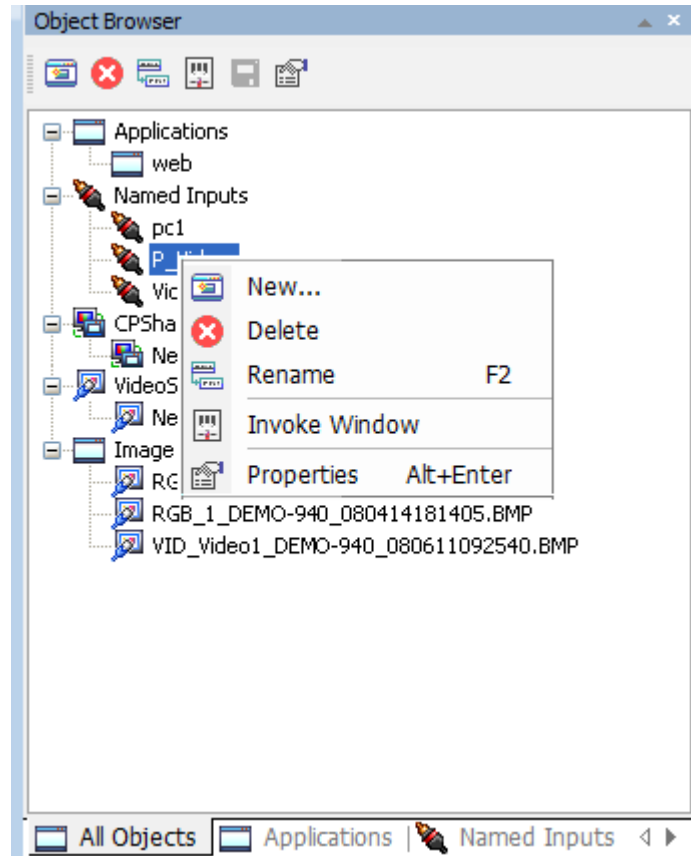 Object Browser
Applications
web
Named Inputs
pc1
New...
Delete
Rename F2
Invoke Window
Properties Alt+Enter
Image
RGB_1_DEMO-940_080414181405.BMP
VID_Video1_DEMO-940_080611092540.BMP
All Objects Applications Named Inputs